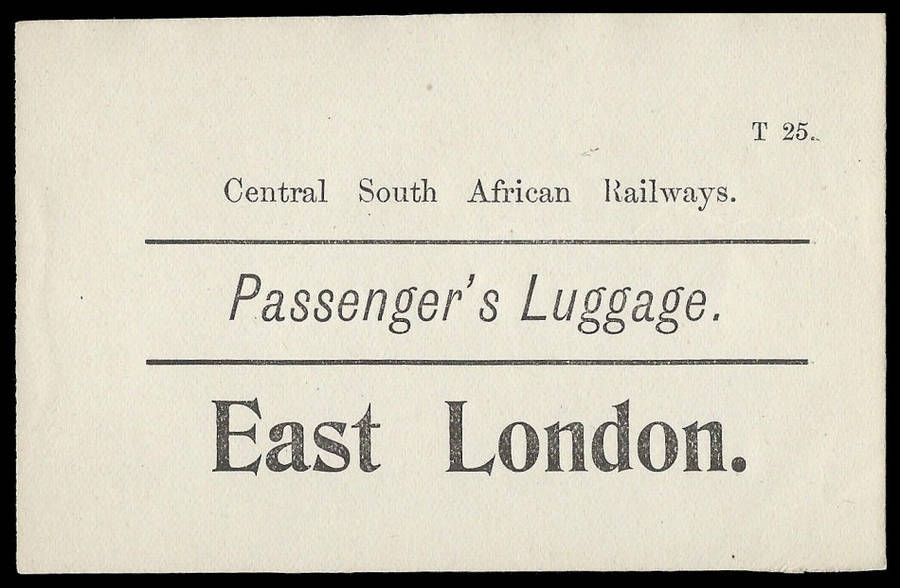 T 25.
Central South African Railways.
Passenger's Luggage.
East London.